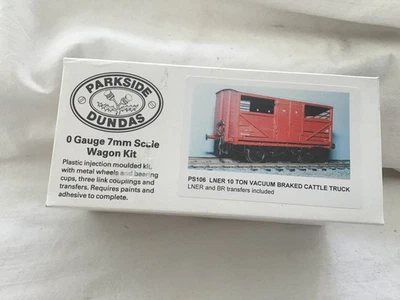 PARKSIDE
DUNDAS
0 Gauge 7mm Scale
Wagon Kit
Plastic injection moulded kit,
with metal wheels and bearing
cups, three link couplings and
transfers. Requires paints and
adhesive to complete.
PS106 LNER 10 TON VACUUM BRAKED CATTLE TRUCK
LNER and BR transfers included